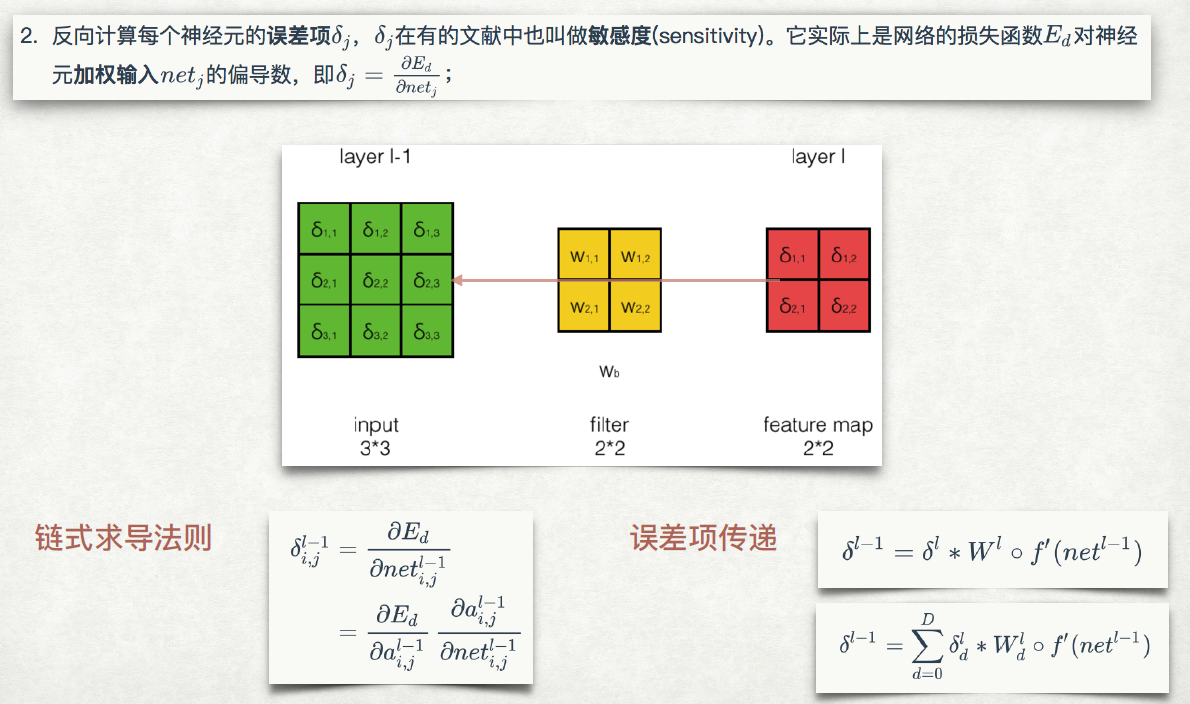 2. 反向计算每个神经元的误差项δ_j，δ_j在有的文献中也叫做敏感度(sensitivity)。它实际上是网络的损失函数E_d对神经
元加权输入net_j的偏导数，即δ_j = ∂E_d/∂net_j；
layer l-1
layer l
δ1,1 δ1,2 δ1,3
δ2,1 δ2,2 δ2,3
δ3,1 δ3,2 δ3,3
w1,1 w1,2
w2,1 w2,2
δ1,1 δ1,2
δ2,1 δ2,2
wb
input
3*3
filter
2*2
feature map
2*2
链式求导法则
δ_{i,j}^{l-1} = ∂E_d/∂net_{i,j}^{l-1}
= ∂E_d/∂a_{i,j}^{l-1} ∂a_{i,j}^{l-1}/∂net_{i,j}^{l-1}
误差项传递
δ^{l-1} = δ^l * W^l ∘ f′(net^{l-1})
δ^{l-1} = ∑_{d=0}^{D} δ_d^l * W_d^l ∘ f′(net^{l-1})